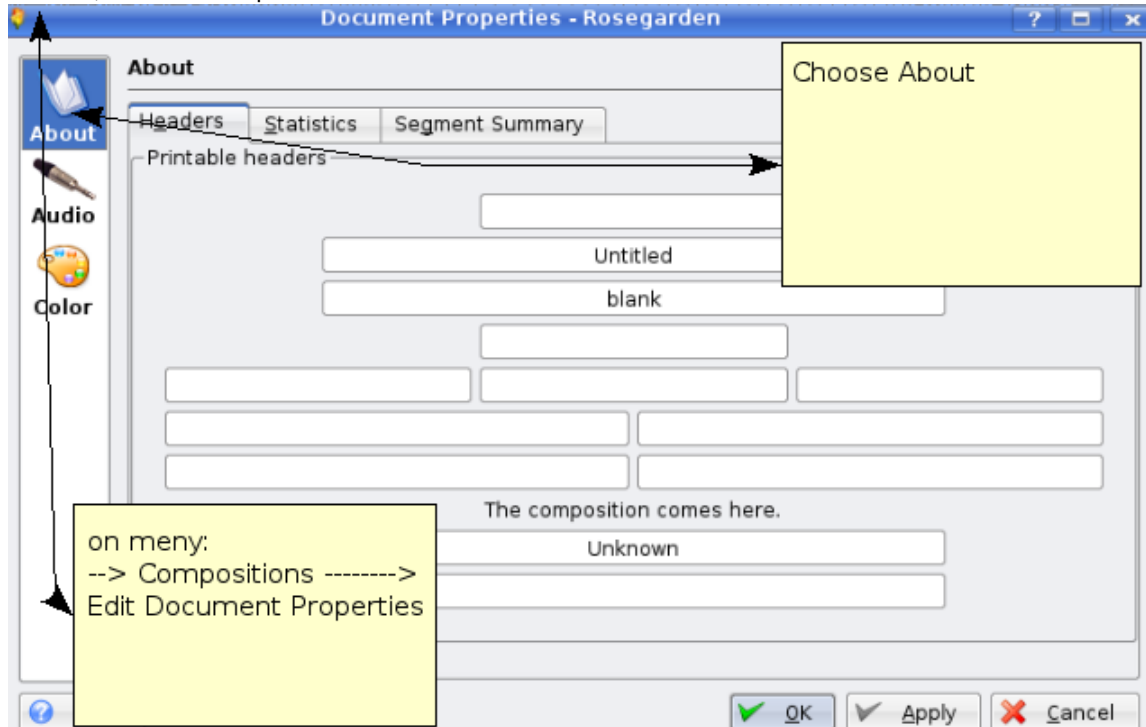 Document Properties - Rosegarden
About
Choose About
About
Headers Statistics Segment Summary
Printable headers
Audio
Untitled
Color
blank
The composition comes here.
on meny:
--> Compositions -------->
Edit Document Properties
Unknown
OK Apply Cancel